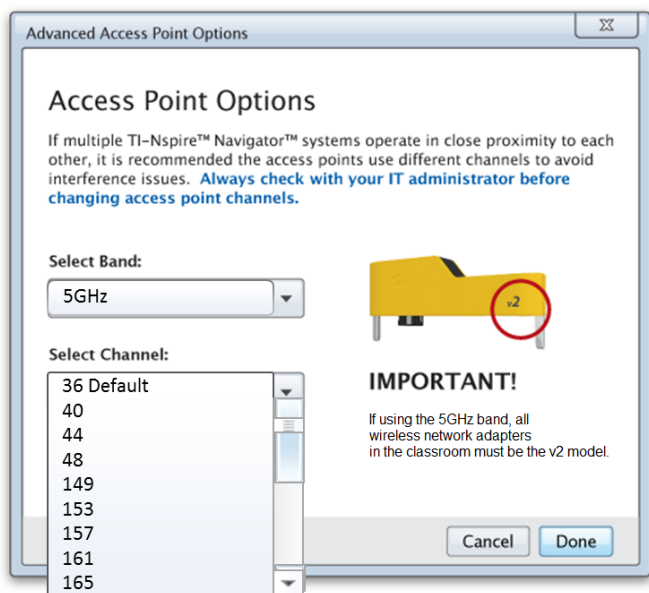 Advanced Access Point Options
Access Point Options
If multiple TI-Nspire™ Navigator™ systems operate in close proximity to each
other, it is recommended the access points use different channels to avoid
interference issues.  Always check with your IT administrator before
changing access point channels.
Select Band:
5GHz
v2
Select Channel:
36 Default
40
44
48
149
153
157
161
165
IMPORTANT!
If using the 5GHz band, all
wireless network adapters
in the classroom must be the v2 model.
Cancel
Done